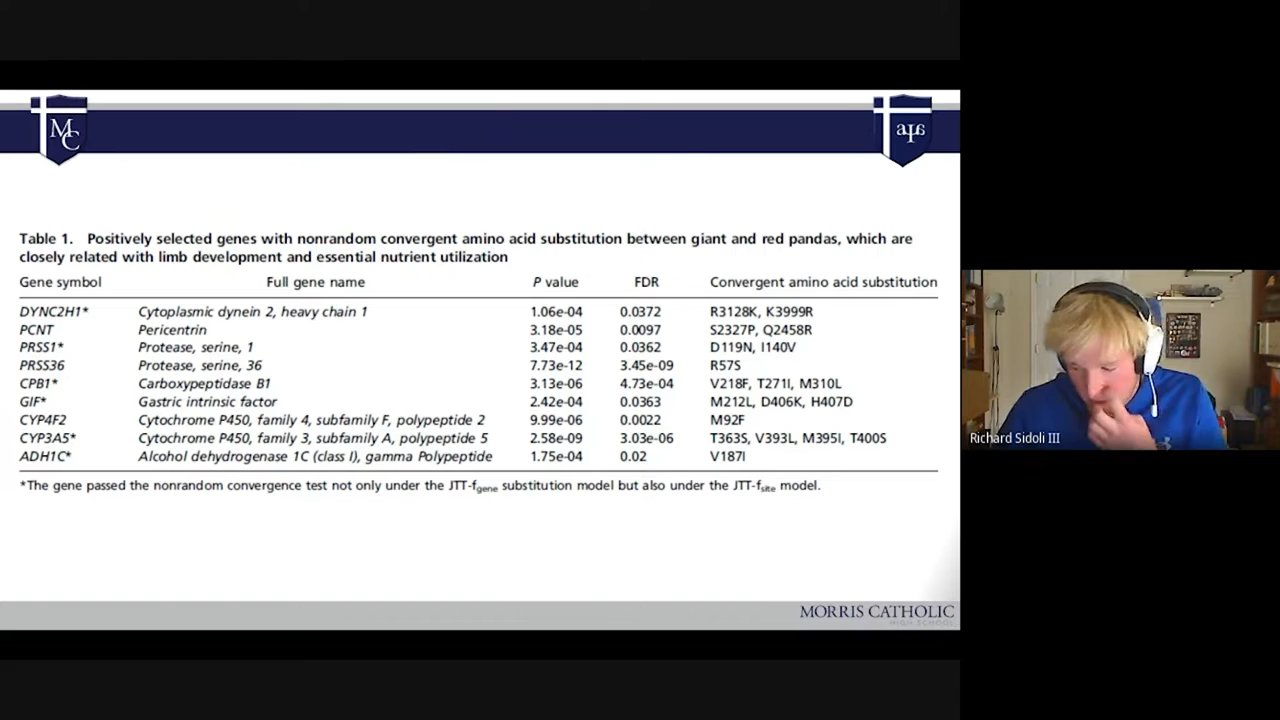 MC
Table 1. Positively selected genes with nonrandom convergent amino acid substitution between giant and red pandas, which are
closely related with limb development and essential nutrient utilization
Gene symbol Full gene name P value FDR Convergent amino acid substitution
DYNC2H1* Cytoplasmic dynein 2, heavy chain 1 1.06e-04 0.0372 R3128K, K3999R
PCNT Pericentrin 3.18e-05 0.0097 S2327P, Q2458R
PRSS1* Protease, serine, 1 3.47e-04 0.0362 D119N, I140V
PRSS36 Protease, serine, 36 7.73e-12 3.45e-09 R57S
CPB1* Carboxypeptidase B1 3.13e-06 4.73e-04 V218F, T271I, M310L
GIF* Gastric intrinsic factor 2.42e-04 0.0363 M212L, D406K, H407D
CYP4F2 Cytochrome P450, family 4, subfamily F, polypeptide 2 9.99e-06 0.0022 M92F
CYP3A5* Cytochrome P450, family 3, subfamily A, polypeptide 5 2.58e-09 3.03e-06 T363S, V393L, M395I, T400S
ADH1C* Alcohol dehydrogenase 1C (class I), gamma Polypeptide 1.75e-04 0.02 V187I
*The gene passed the nonrandom convergence test not only under the JTT-fgene substitution model but also under the JTT-fsite model.
Richard Sidoli III
MORRIS CATHOLIC
HIGH SCHOOL